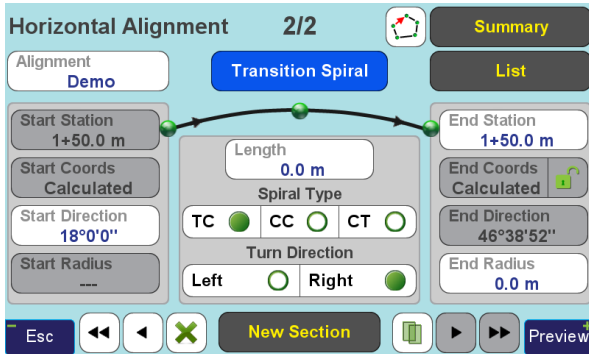 Horizontal Alignment 2/2 Summary
Alignment
Demo
Transition Spiral
List
Start Station
1+50.0 m
Start Coords
Calculated
Start Direction
18°0'0"
Start Radius
---
Length
0.0 m
Spiral Type
TC CC CT
Turn Direction
Left Right
End Station
1+50.0 m
End Coords
Calculated
End Direction
46°38'52"
End Radius
0.0 m
Esc New Section Preview